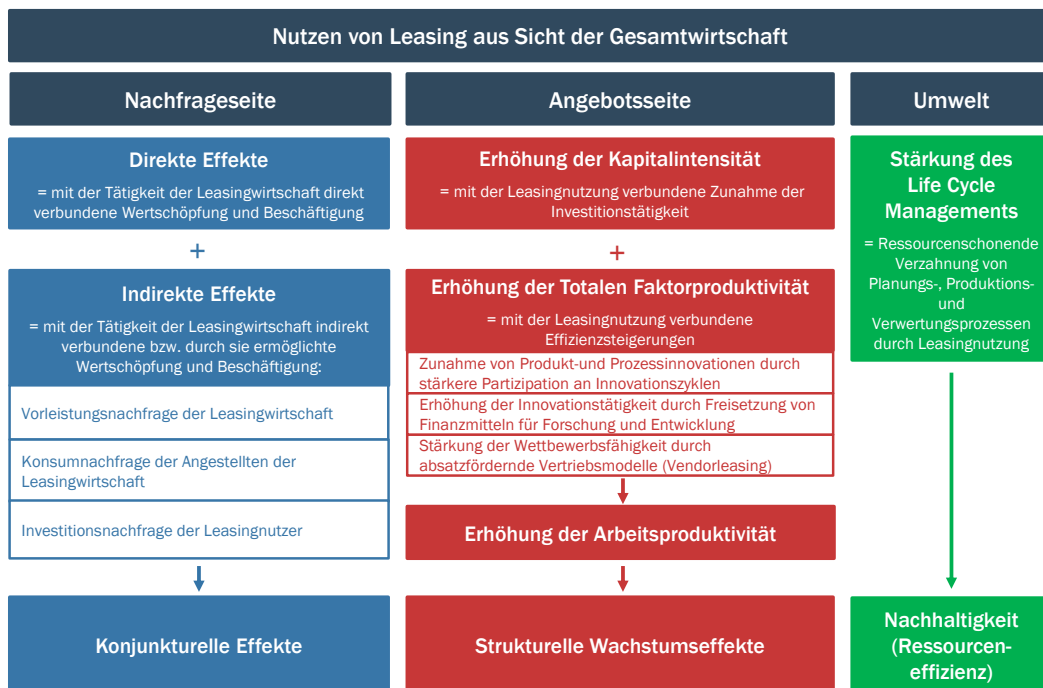 Nutzen von Leasing aus Sicht der Gesamtwirtschaft
Nachfrageseite
Direkte Effekte
= mit der Tätigkeit der Leasingwirtschaft direkt
verbundene Wertschöpfung und Beschäftigung
+
Indirekte Effekte
= mit der Tätigkeit der Leasingwirtschaft indirekt
verbundene bzw. durch sie ermöglichte
Wertschöpfung und Beschäftigung:
Vorleistungsnachfrage der Leasingwirtschaft
Konsumnachfrage der Angestellten der
Leasingwirtschaft
Investitionsnachfrage der Leasingnutzer
Konjunkturelle Effekte
Angebotsseite
Erhöhung der Kapitalintensität
= mit der Leasingnutzung verbundene Zunahme der
Investitionstätigkeit
+
Erhöhung der Totalen Faktorproduktivität
= mit der Leasingnutzung verbundene
Effizienzsteigerungen
Zunahme von Produkt-und Prozessinnovationen durch
stärkere Partizipation an Innovationszyklen
Erhöhung der Innovationstätigkeit durch Freisetzung von
Finanzmitteln für Forschung und Entwicklung
Stärkung der Wettbewerbsfähigkeit durch
absatzfördernde Vertriebsmodelle (Vendorleasing)
Erhöhung der Arbeitsproduktivität
Strukturelle Wachstumseffekte
Umwelt
Stärkung des
Life Cycle
Managements
= Ressourcenschonende
Verzahnung von
Planungs-, Produktions-
und
Verwertungsprozessen
durch Leasingnutzung
Nachhaltigkeit
(Ressourcen-
effizienz)